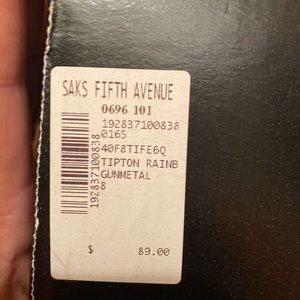 SAKS FIFTH AVENUE
0696 101
192837100838
0165
40F8TIFE6Q
TIPTON RAINB
GUNMETAL
8
192837100838
$ 89.00